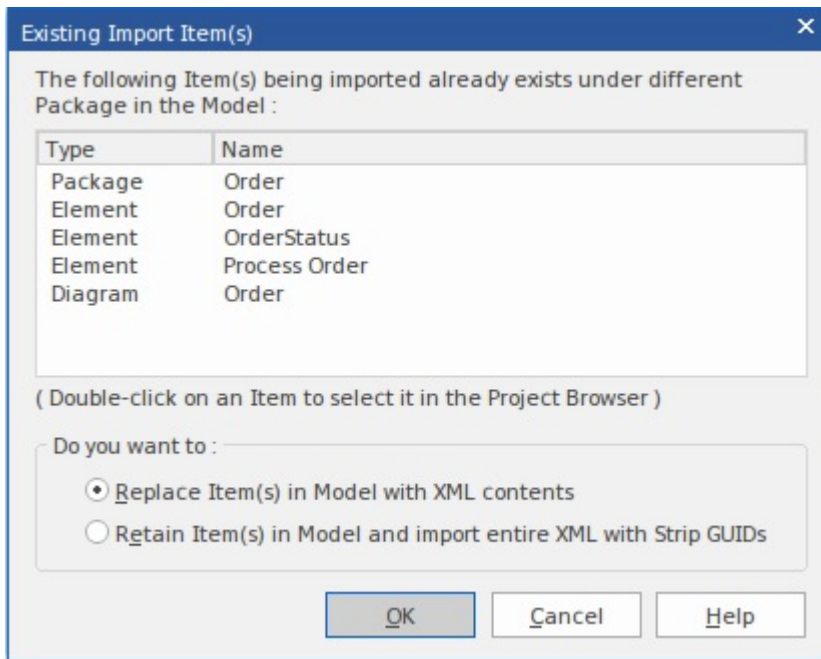 Existing Import Item(s)
The following Item(s) being imported already exists under different
Package in the Model :
Type Name
Package Order
Element Order
Element OrderStatus
Element Process Order
Diagram Order
( Double-click on an Item to select it in the Project Browser )
Do you want to :
Replace Item(s) in Model with XML contents
Retain Item(s) in Model and import entire XML with Strip GUIDs
OK Cancel Help